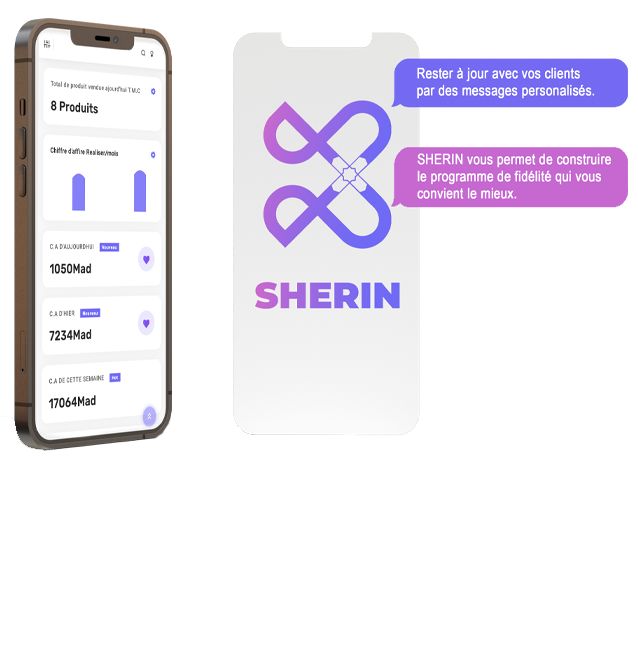 Total de produit vendue aujourd'hui T.M.C
8 Produits
Chiffre d'affire Realiser/mois
C.A D'AUJOURDHUI Nouveau
1050Mad
C.A D'HIER Nouveau
7234Mad
C.A DE CETTE SEMAINE Hot
17064Mad
SHERIN
Rester à jour avec vos clients
par des messages personalisés.
SHERIN vous permet de construire
le programme de fidélité qui vous
convient le mieux.